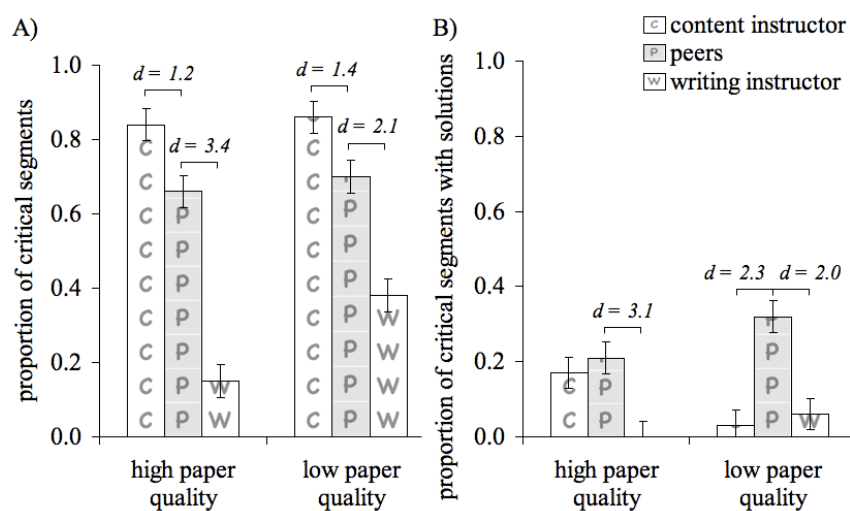 A)
proportion of critical segments
1.0
0.8
0.6
0.4
0.2
0.0
d = 1.2
d = 3.4
d = 1.4
d = 2.1
C P W
C P W
C P
C P
C P
C P
C P
C
C
C P W
C P W
C P W
C P W
C P
C P
C P
C
C
high paper
quality
low paper
quality
B)
content instructor
peers
writing instructor
C
P
W
proportion of critical segments with solutions
1.0
0.8
0.6
0.4
0.2
0.0
d = 3.1
d = 2.3
d = 2.0
C P
C P
P W
P
P
P
high paper
quality
low paper
quality